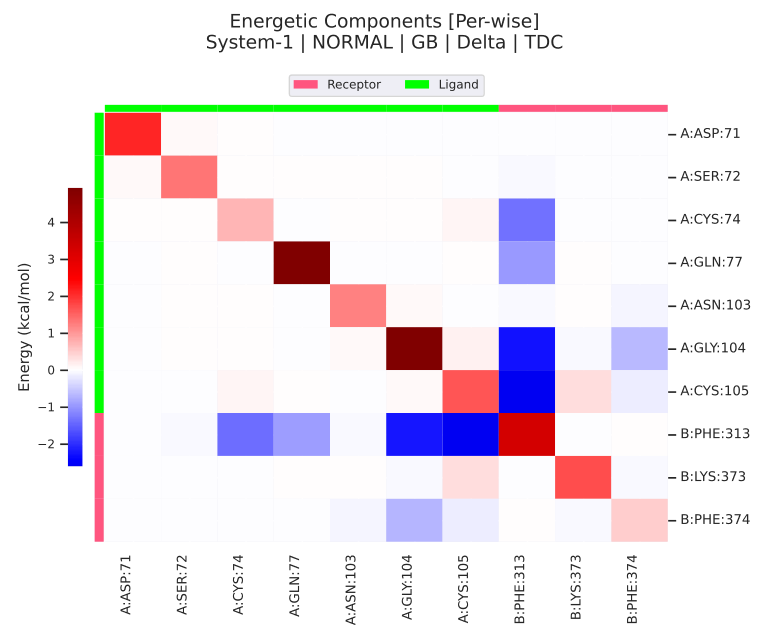 Energetic Components [Per-wise]
System-1 | NORMAL | GB | Delta | TDC
Receptor
Ligand
A:ASP:71
A:SER:72
A:CYS:74
A:GLN:77
A:ASN:103
A:GLY:104
A:CYS:105
B:PHE:313
B:LYS:373
B:PHE:374
Energy (kcal/mol)
4
3
2
1
0
−1
−2
A:ASP:71
A:SER:72
A:CYS:74
A:GLN:77
A:ASN:103
A:GLY:104
A:CYS:105
B:PHE:313
B:LYS:373
B:PHE:374